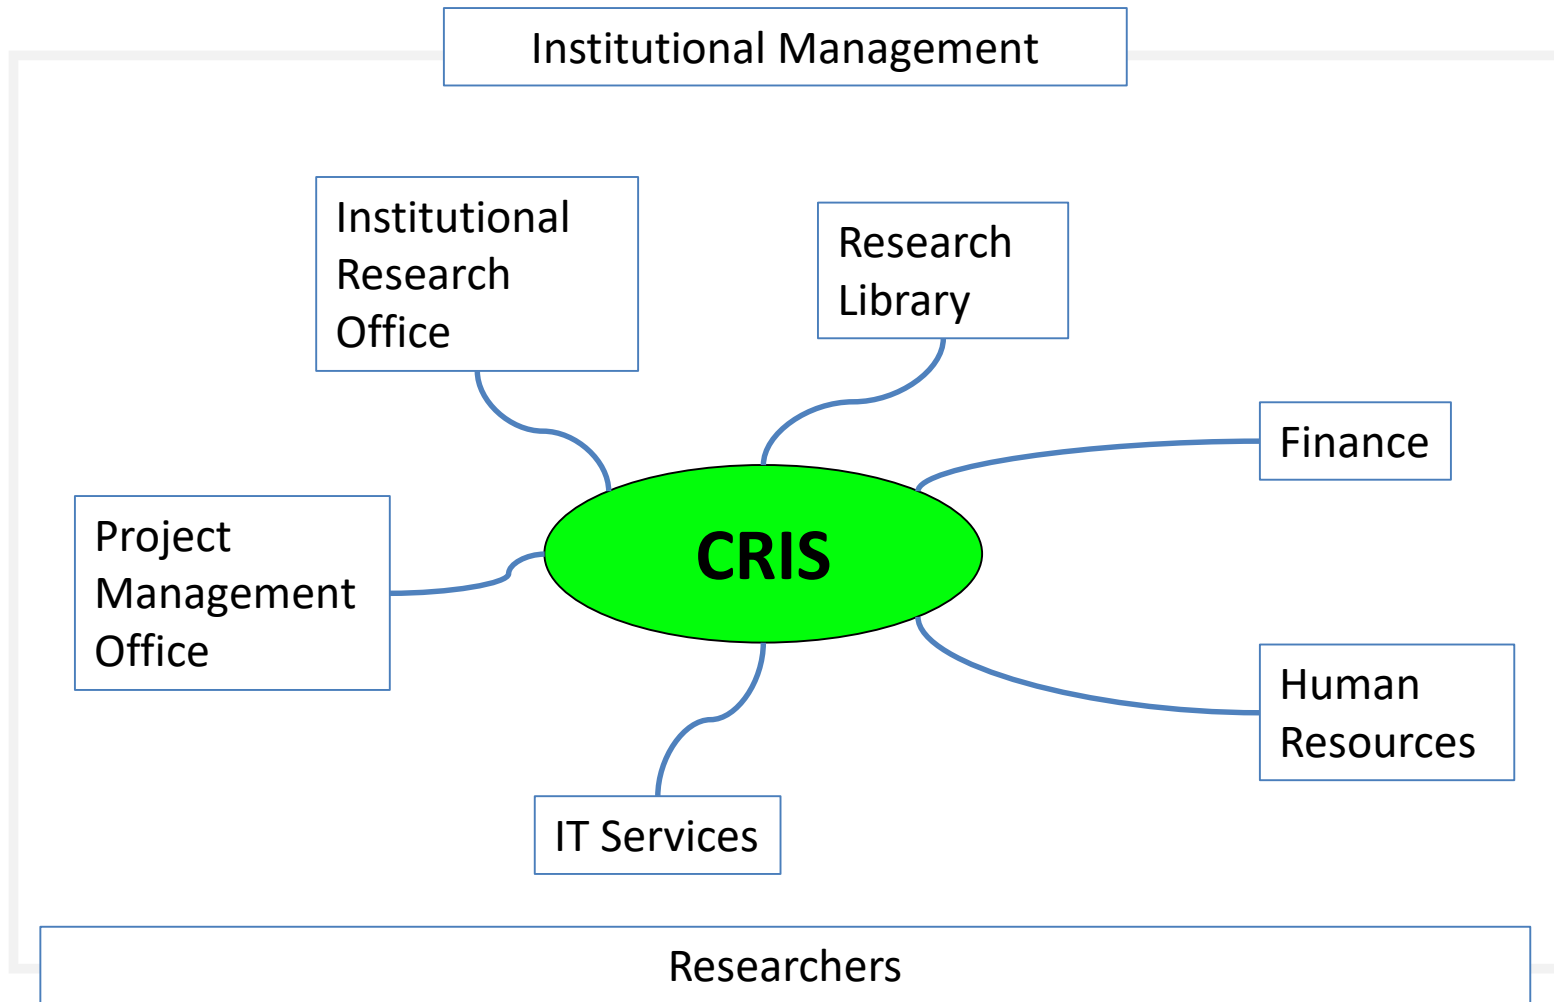 Institutional Management
Institutional
Research
Office
Research
Library
Finance
Project
Management
Office
CRIS
Human
Resources
IT Services
Researchers